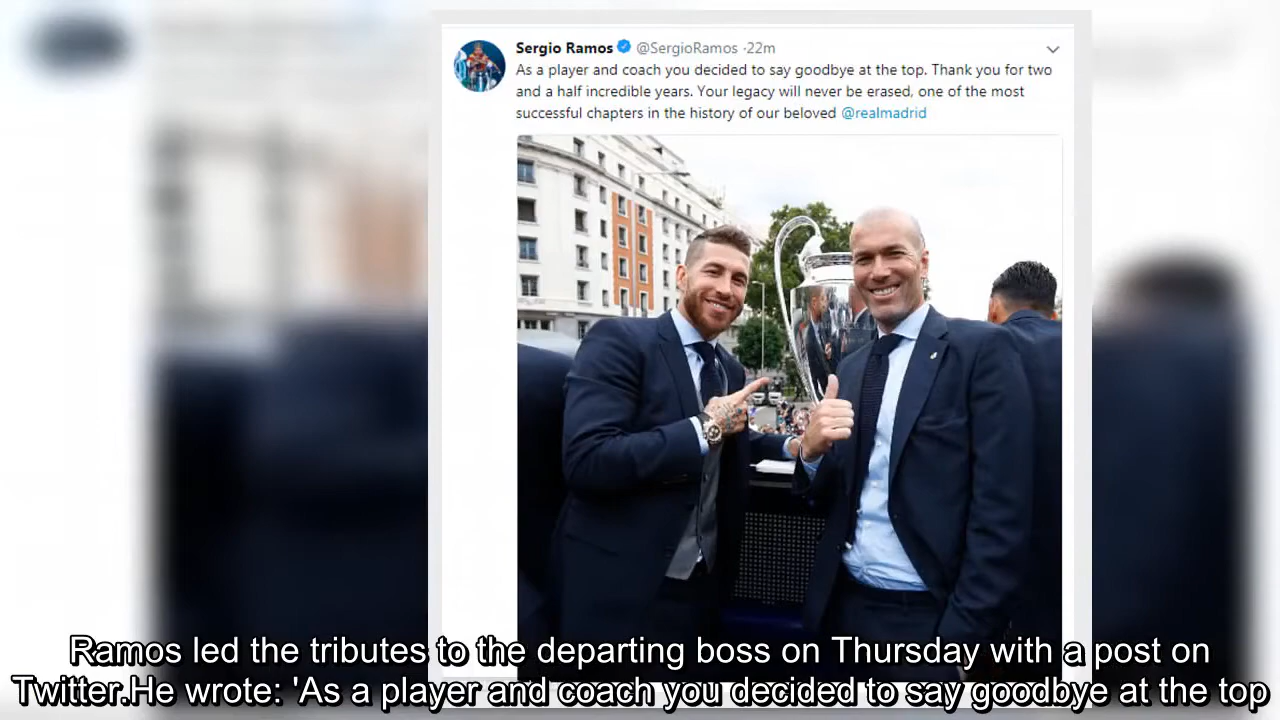 Sergio Ramos @SergioRamos ·22m
As a player and coach you decided to say goodbye at the top. Thank you for two
and a half incredible years. Your legacy will never be erased, one of the most
successful chapters in the history of our beloved @realmadrid
Ramos led the tributes to the departing boss on Thursday with a post on
Twitter.He wrote: 'As a player and coach you decided to say goodbye at the top